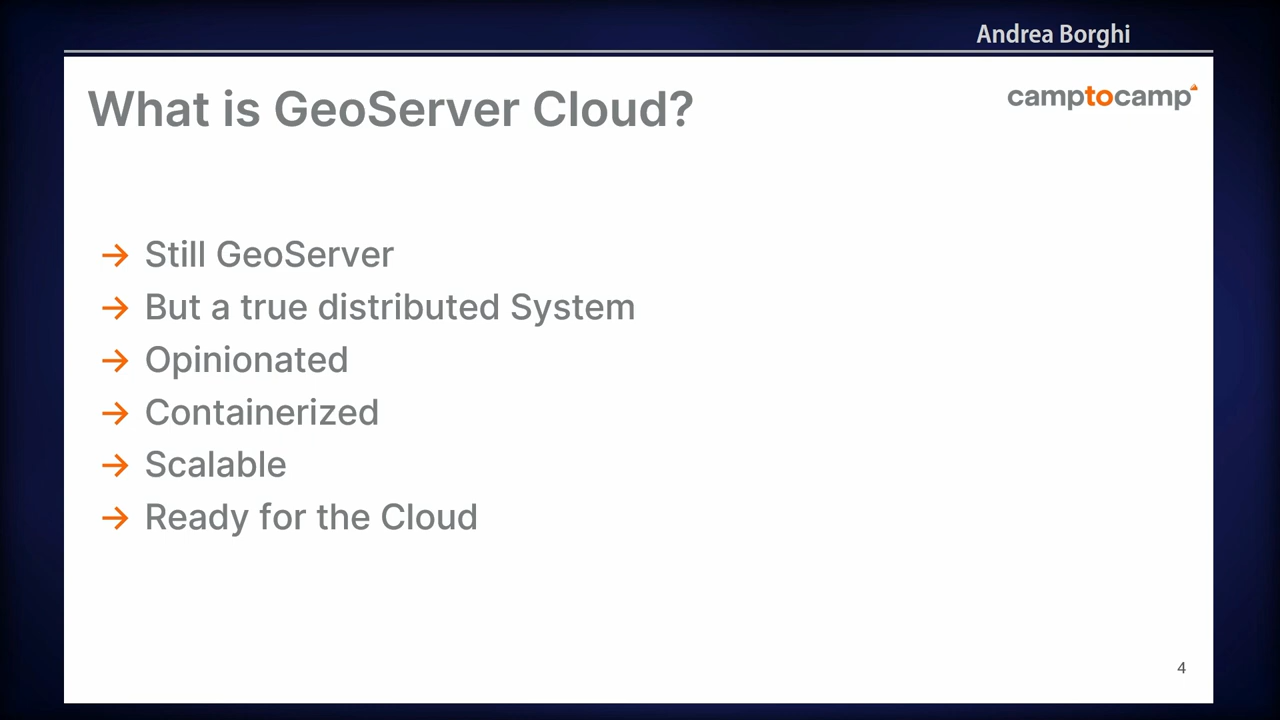 Andrea Borghi
What is GeoServer Cloud?
camptocamp
→ Still GeoServer
→ But a true distributed System
→ Opinionated
→ Containerized
→ Scalable
→ Ready for the Cloud
4